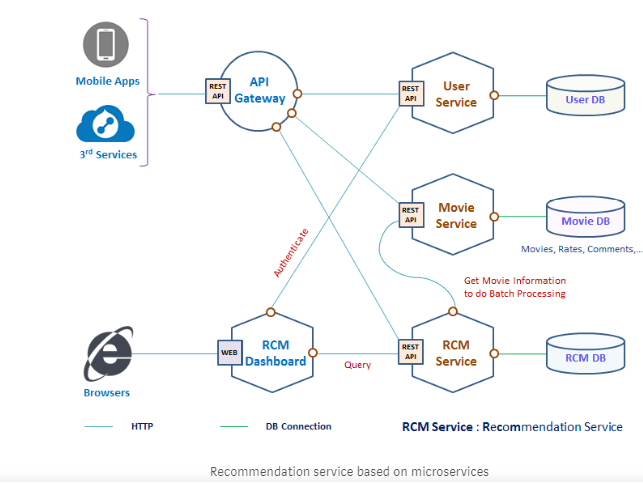 Mobile Apps
3rd Services
REST
API
API
Gateway
REST
API
User
Service
User DB
REST
API
Movie
Service
Movie DB
Movies, Rates, Comments,...
Authenticate
Get Movie Information
to do Batch Processing
Browsers
WEB
RCM
Dashboard
Query
REST
API
RCM
Service
RCM DB
HTTP
DB Connection
RCM Service : Recommendation Service
Recommendation service based on microservices